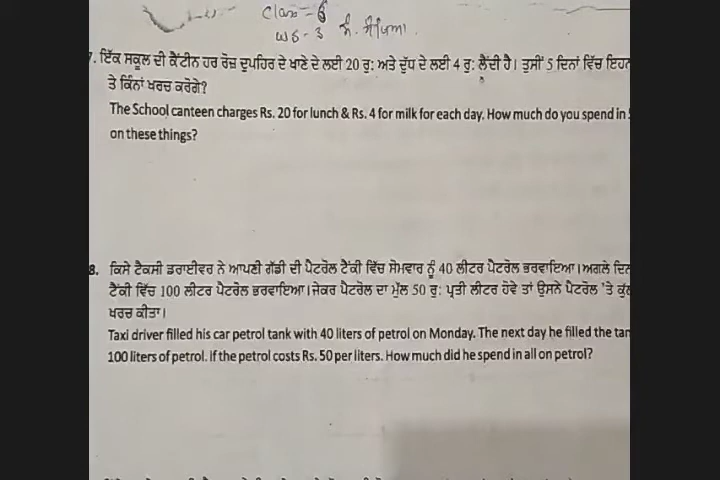 Class = 6
WS - 3
7. ਇੱਕ ਸਕੂਲ ਦੀ ਕੈਂਟੀਨ ਹਰ ਰੋਜ਼ ਦੁਪਹਿਰ ਦੇ ਖਾਣੇ ਦੇ ਲਈ 20 ਰੁ: ਅਤੇ ਦੁੱਧ ਦੇ ਲਈ 4 ਰੁ: ਲੈਂਦੀ ਹੈ। ਤੁਸੀਂ 5 ਦਿਨਾਂ ਵਿੱਚ
ਤੇ ਕਿੰਨਾਂ ਖਰਚ ਕਰੋਗੇ?
The School canteen charges Rs. 20 for lunch & Rs. 4 for milk for each day. How much do you spend in
on these things?
8. ਕਿਸੇ ਟੈਕਸੀ ਡਰਾਈਵਰ ਨੇ ਆਪਣੀ ਗੱਡੀ ਦੀ ਪੈਟਰੋਲ ਟੈਂਕੀ ਵਿੱਚ ਸੋਮਵਾਰ ਨੂੰ 40 ਲੀਟਰ ਪੈਟਰੋਲ ਭਰਵਾਇਆ।ਅਗਲੇ ਦਿਨ
ਟੈਂਕੀ ਵਿੱਚ 100 ਲੀਟਰ ਪੈਟਰੋਲ ਭਰਵਾਇਆ।ਜੇਕਰ ਪੈਟਰੋਲ ਦਾ ਮੁੱਲ 50 ਰੁ: ਪ੍ਰਤੀ ਲੀਟਰ ਹੋਵੇ ਤਾਂ ਉਸਨੇ ਪੈਟਰੋਲ 'ਤੇ
ਖਰਚ ਕੀਤਾ।
Taxi driver filled his car petrol tank with 40 liters of petrol on Monday. The next day he filled the
100 liters of petrol. If the petrol costs Rs. 50 per liters. How much did he spend in all on petrol?